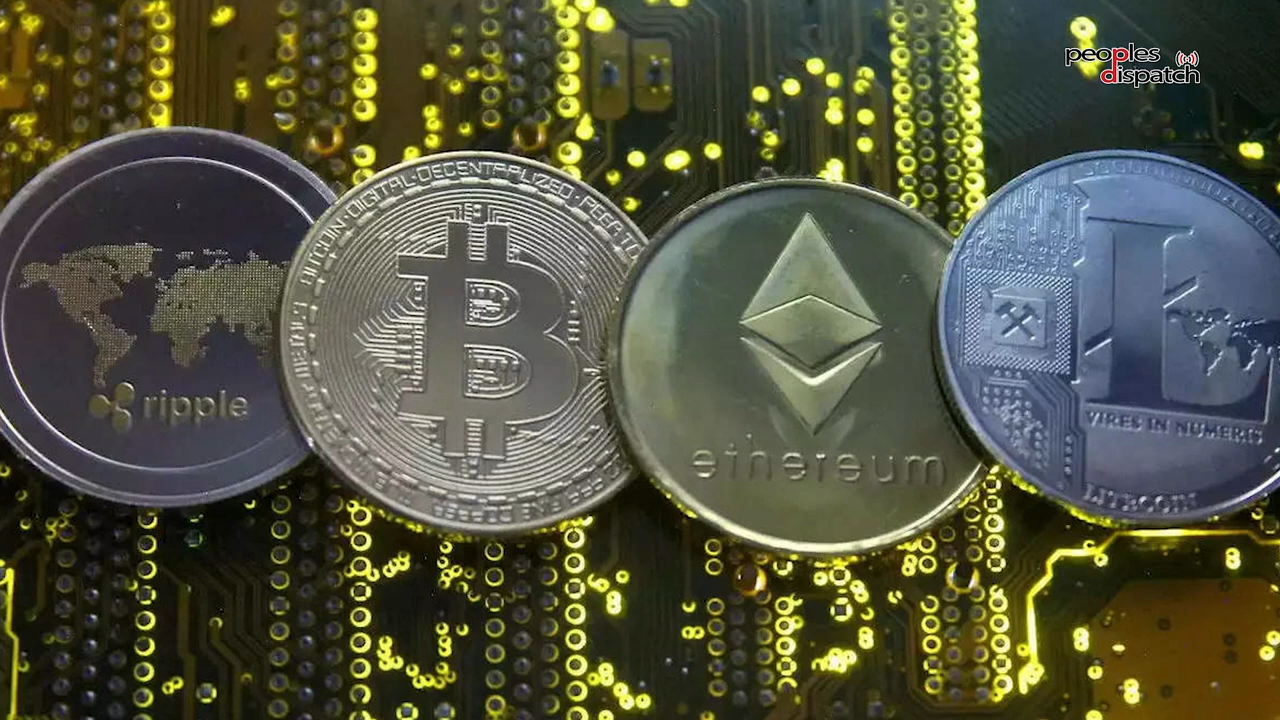 peoples
dispatch
ripple
BITCOIN·DIGITAL·DECENTRALIZED·PEER TO
ethereum
VIRES IN NUMERIS
LITECOIN